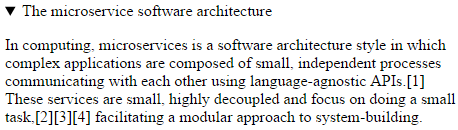 ▼ The microservice software architecture
In computing, microservices is a software architecture style in which
complex applications are composed of small, independent processes
communicating with each other using language-agnostic APIs.[1]
These services are small, highly decoupled and focus on doing a small
task,[2][3][4] facilitating a modular approach to system-building.